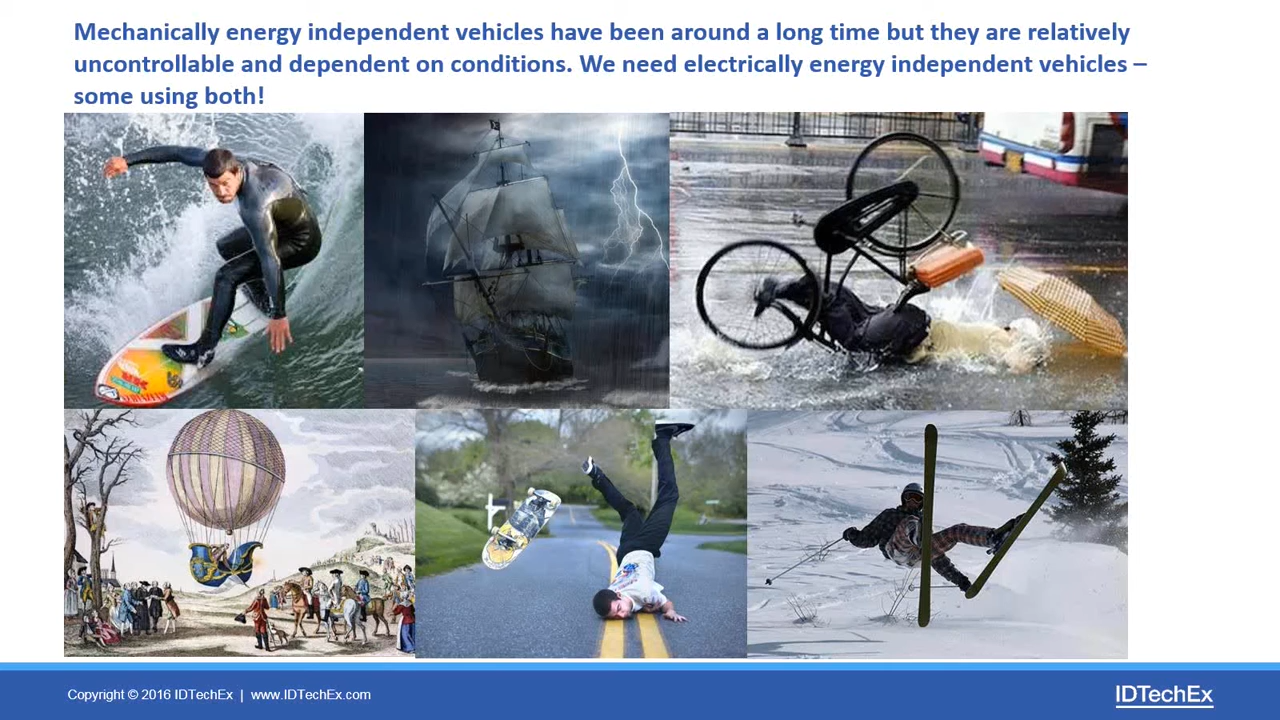 Mechanically energy independent vehicles have been around a long time but they are relatively
uncontrollable and dependent on conditions. We need electrically energy independent vehicles –
some using both!
Copyright © 2016 IDTechEx | www.IDTechEx.com
IDTechEx